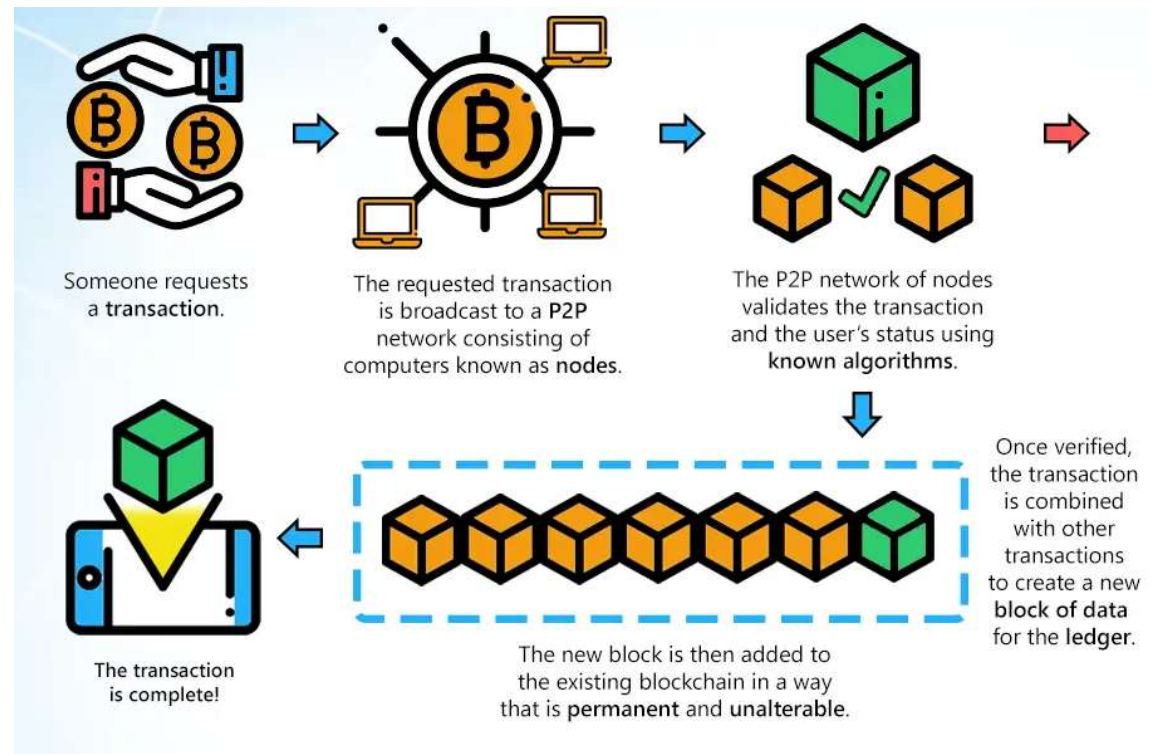 Someone requests
a transaction.
The requested transaction
is broadcast to a P2P
network consisting of
computers known as nodes.
The P2P network of nodes
validates the transaction
and the user's status using
known algorithms.
Once verified,
the transaction
is combined
with other
transactions
to create a new
block of data
for the ledger.
The new block is then added to
the existing blockchain in a way
that is permanent and unalterable.
The transaction
is complete!